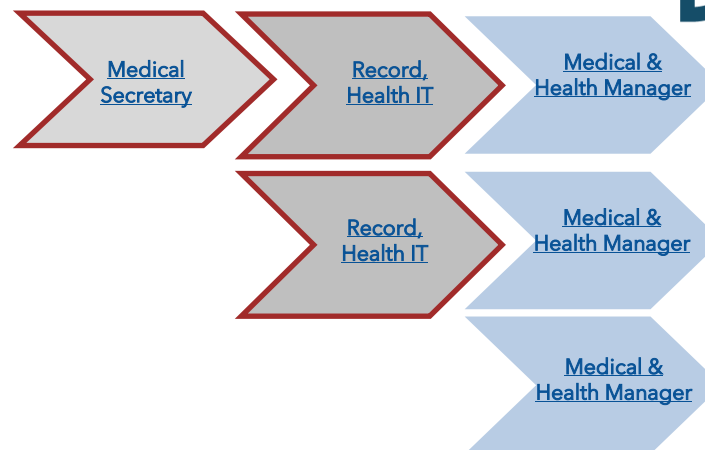 Medical
Secretary
Record,
Health IT
Medical &
Health Manager
Record,
Health IT
Medical &
Health Manager
Medical &
Health Manager